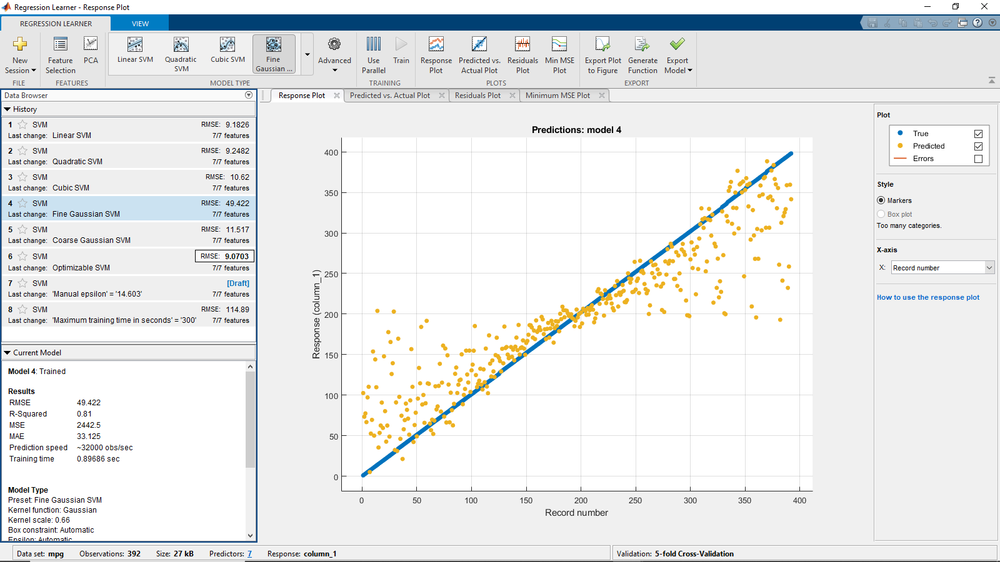 Regression Learner - Response Plot
REGRESSION LEARNER
VIEW
New Session
Feature Selection
PCA
Linear SVM
Quadratic SVM
Cubic SVM
Fine Gaussian ...
Advanced
Use Parallel
Train
Response Plot
Predicted vs. Actual Plot
Residuals Plot
Min MSE Plot
Export Plot to Figure
Generate Function
Export Model
FILE
FEATURES
MODEL TYPE
TRAINING
PLOTS
EXPORT
Data Browser
History
1 SVM RMSE: 9.1826
Last change: Linear SVM 7/7 features
2 SVM RMSE: 9.2482
Last change: Quadratic SVM 7/7 features
3 SVM RMSE: 10.62
Last change: Cubic SVM 7/7 features
4 SVM RMSE: 49.422
Last change: Fine Gaussian SVM 7/7 features
5 SVM RMSE: 11.517
Last change: Coarse Gaussian SVM 7/7 features
6 SVM RMSE: 9.0703
Last change: Optimizable SVM 7/7 features
7 SVM [Draft]
Last change: 'Manual epsilon' = '14.603' 7/7 features
8 SVM RMSE: 114.89
Last change: 'Maximum training time in seconds' = '300' 7/7 features
Current Model
Model 4: Trained
Results
RMSE 49.422
R-Squared 0.81
MSE 2442.5
MAE 33.125
Prediction speed ~32000 obs/sec
Training time 0.89686 sec
Model Type
Preset: Fine Gaussian SVM
Kernel function: Gaussian
Kernel scale: 0.66
Box constraint: Automatic
Epsilon: Automatic
Response Plot
Predicted vs. Actual Plot
Residuals Plot
Minimum MSE Plot
Predictions: model 4
400
350
300
250
200
150
100
50
0
Response (column_1)
0 50 100 150 200 250 300 350 400
Record number
Plot
True
Predicted
Errors
Style
Markers
Box plot
Too many categories.
X-axis
X: Record number
How to use the response plot
Data set: mpg Observations: 392 Size: 27 kB Predictors: 7 Response: column_1
Validation: 5-fold Cross-Validation